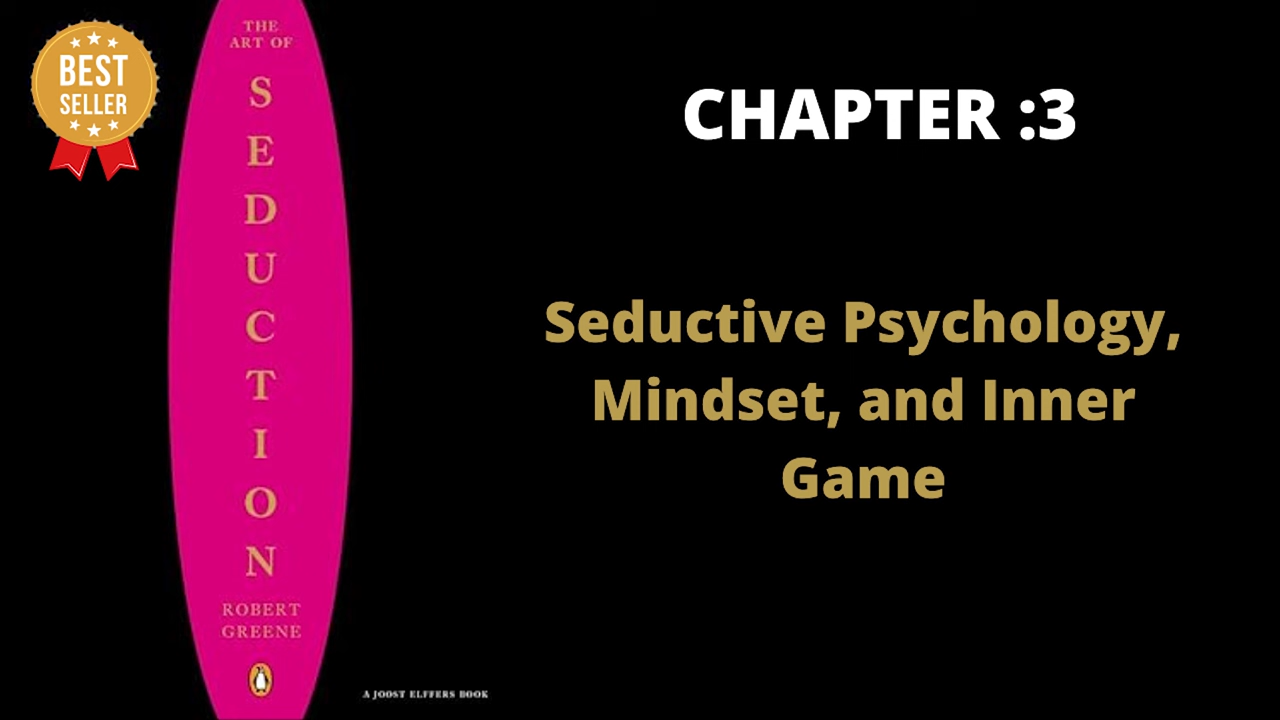 BEST
SELLER
THE
ART OF
S
E
D
U
C
T
I
O
N
ROBERT
GREENE
A JOOST ELFFERS BOOK
CHAPTER :3
Seductive Psychology,
Mindset, and Inner
Game